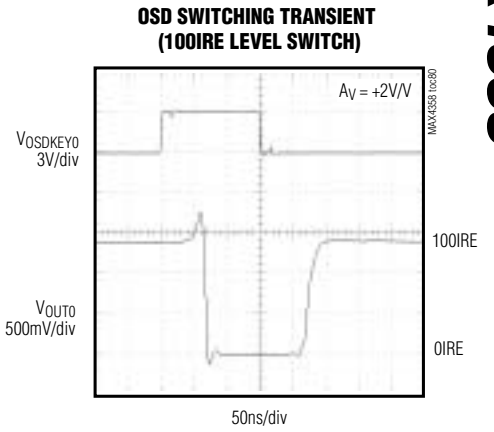 OSD SWITCHING TRANSIENT
(100IRE LEVEL SWITCH)
AV = +2V/V
MAX4358 toc80
VOSDKEY0
3V/div
100IRE
VOUT0
500mV/div
0IRE
50ns/div